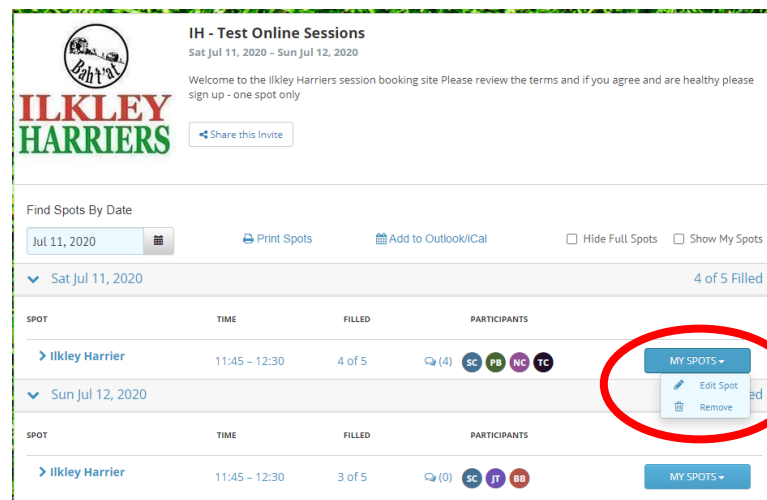 IH - Test Online Sessions
Sat Jul 11, 2020 – Sun Jul 12, 2020
Welcome to the Ilkley Harriers session booking site Please review the terms and if you agree and are healthy please
sign up - one spot only
Baht'at
ILKLEY
HARRIERS
Share this Invite
Find Spots By Date
Jul 11, 2020 Print Spots Add to Outlook/iCal Hide Full Spots Show My Spots
Sat Jul 11, 2020 4 of 5 Filled
SPOT TIME FILLED PARTICIPANTS
Ilkley Harrier 11:45 – 12:30 4 of 5 (4) SC PB NC TC MY SPOTS
Edit Spot
Remove
Sun Jul 12, 2020
SPOT TIME FILLED PARTICIPANTS
Ilkley Harrier 11:45 – 12:30 3 of 5 (0) SC JT BB MY SPOTS